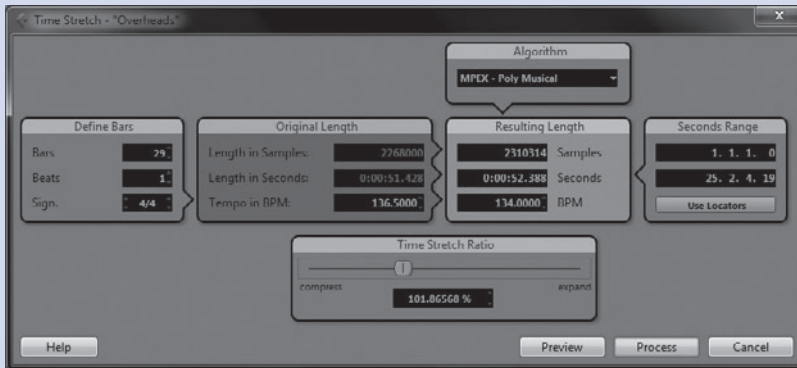 Time Stretch - "Overheads"
x
Algorithm
MPEX - Poly Musical
Define Bars
Bars 29
Beats 1
Sign. 4/4
Original Length
Length in Samples: 2268000
Length in Seconds: 0:00:51.428
Tempo in BPM: 136.5000
Resulting Length
2310314 Samples
0:00:52.388 Seconds
134.0000 BPM
Seconds Range
1. 1. 1. 0
25. 2. 4. 19
Use Locators
Time Stretch Ratio
compress expand
101.86568 %
Help Preview Process Cancel